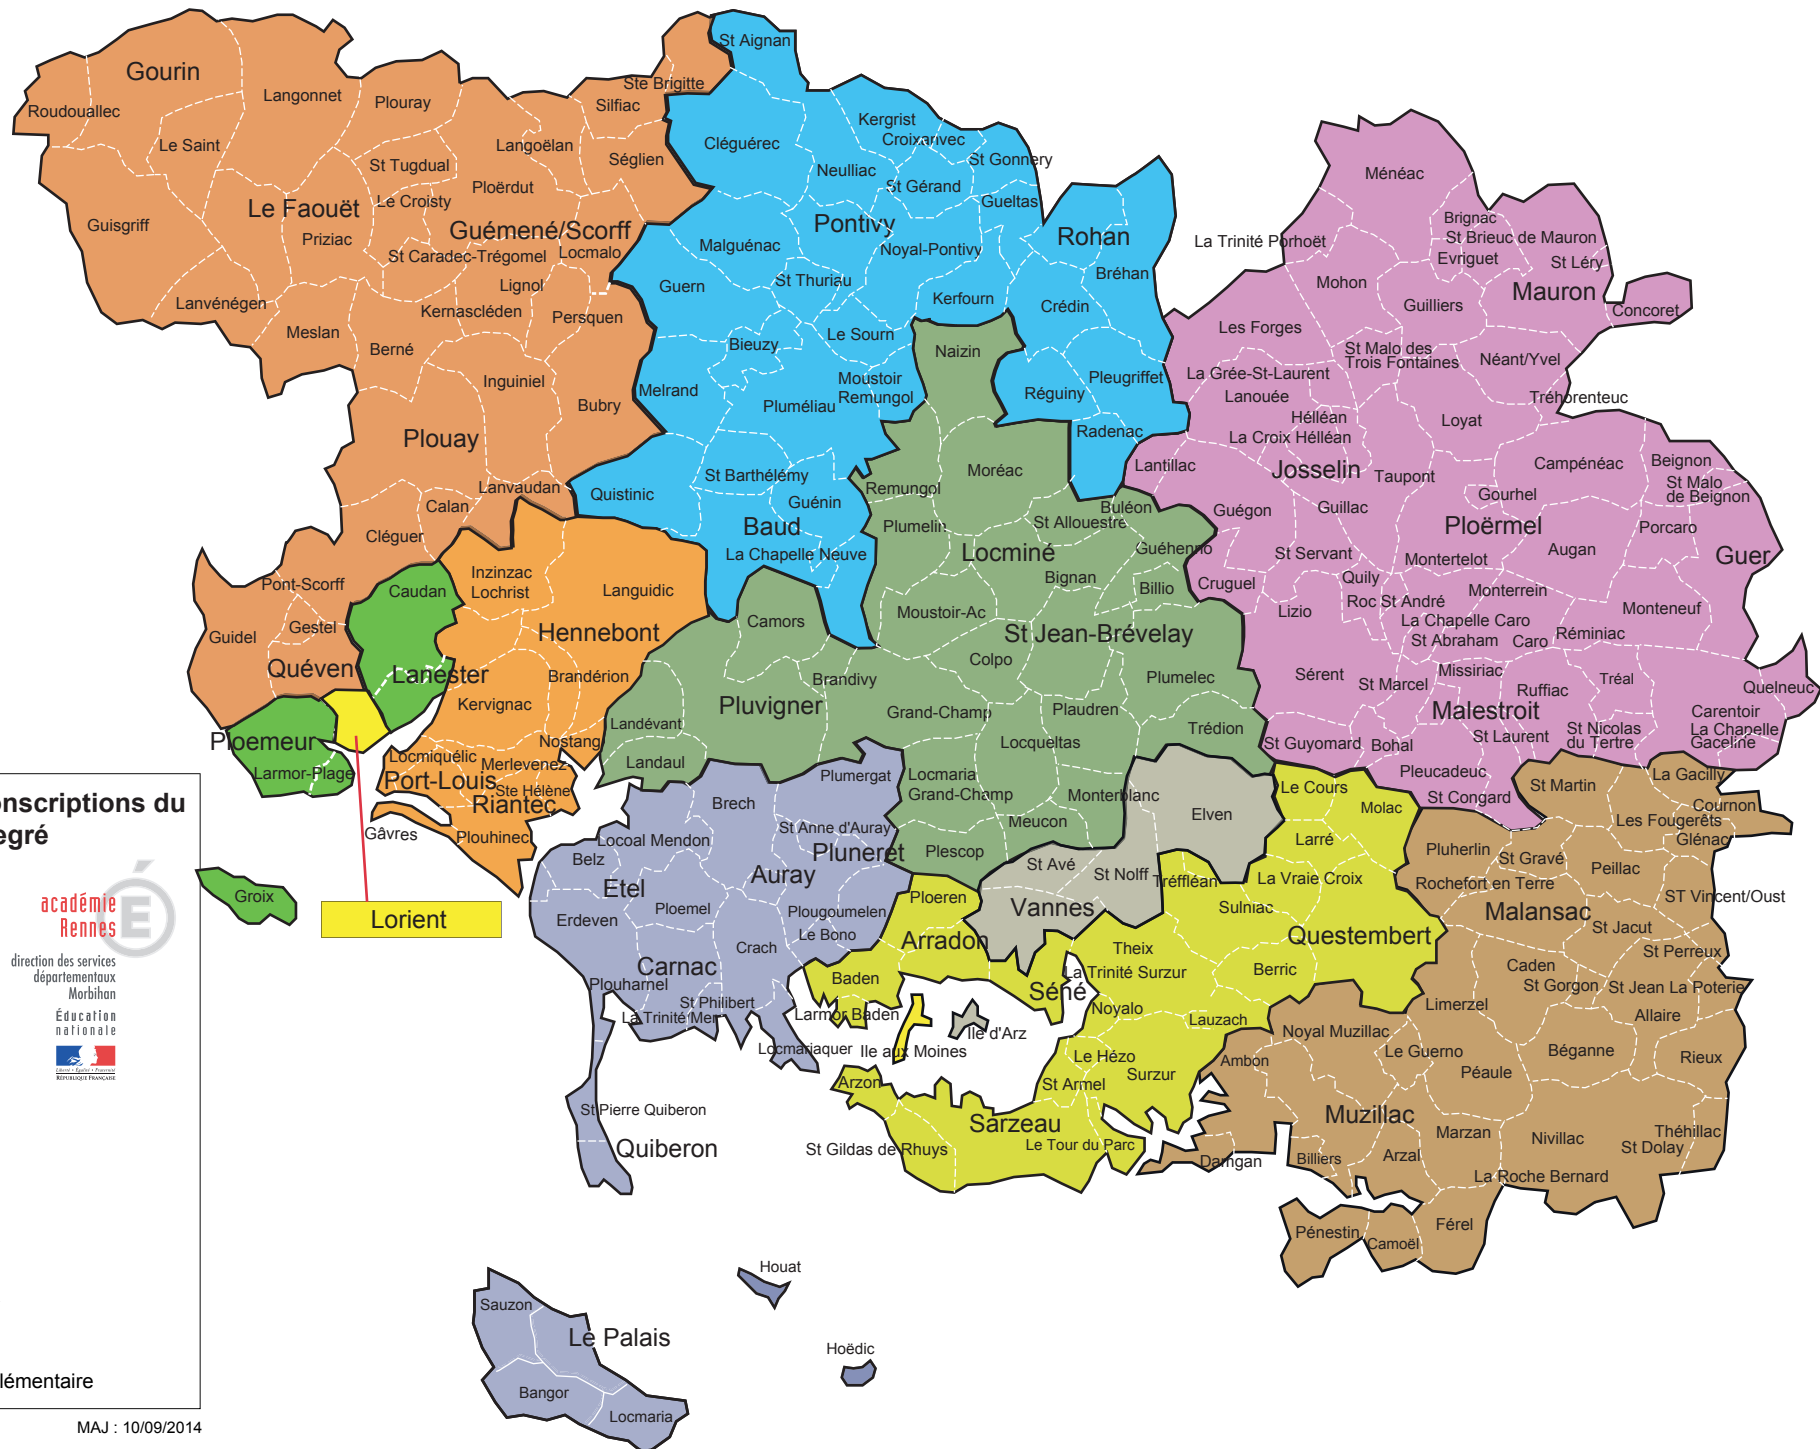 St Aignan
Gourin
Ste Brigitte
Langonnet
Plouray
Silfiac
Roudouallec
Kergrist
Le Saint
Langoëlan
Cléguérec
Croixanvec
St Tugdual
Séglien
St Gonnery
Neulliac
Ménéac
Ploërdut
St Gérand
Le Croisty
Gueltas
Le Faouët
Guisgriff
Guémené/Scorff
Pontivy
Rohan
Brignac
Priziac
La Trinité Porhoët
St Brieuc de Mauron
St Caradec-Trégomel
Locmalo
Malguénac
Noyal-Pontivy
Evriguet
St Léry
Bréhan
Lignol
Guern
St Thuriau
Mohon
Mauron
Lanvénégen
Kerfourn
Crédin
Guilliers
Concoret
Meslan
Kernascléden
Persquen
Les Forges
Berné
Bieuzy
Le Sourn
Naizin
St Malo des
Trois Fontaines
Néant/Yvel
Inguiniel
Moustoir
Remungol
Pleugriffet
La Grée-St-Laurent
Melrand
Réguiny
Lanouée
Tréhorenteuc
Bubry
Pluméliau
Hélléan
Loyat
Plouay
Radenac
La Croix Hélléan
St Barthélémy
Moréac
Lantillac
Josselin
Taupont
Campénéac
Beignon
Lanvaudan
Quistinic
Remungol
St Malo
de Beignon
Calan
Guénin
Buléon
Guégon
Guillac
Gourhel
Cléguer
Baud
Plumelin
St Allouestre
Ploërmel
Porcaro
La Chapelle Neuve
Locminé
Guéhenno
St Servant
Montertelot
Augan
Guer
Pont-Scorff
Caudan
Inzinzac
Lochrist
Languidic
Bignan
Billio
Cruguel
Quily
Monterrein
Roc St André
Lizio
Monteneuf
Guidel
Gestel
Hennebont
Camors
Moustoir-Ac
St Jean-Brévelay
La Chapelle Caro
St Abraham
Caro
Réminiac
Quéven
Lanester
Brandérion
Colpo
Brandivy
Plumelec
Sérent
St Marcel
Missiriac
Ruffiac
Tréal
Quelneuc
Kervignac
Pluvigner
Grand-Champ
Plaudren
Malestroit
Carentoir
Landévant
Trédion
Ploemeur
Nostang
Locqueltas
St Guyomard
Bohal
St Laurent
St Nicolas
du Tertre
La Chapelle
Gaceline
Locmiquélic
Merlevenez
Landaul
Larmor-Plage
Port-Louis
Plumergat
Locmaria
Grand-Champ
Pleucadeuc
La Gacilly
Ste Hélène
Monterblanc
Le Cours
St Martin
Riantec
Brech
Elven
Molac
St Congard
Cournon
Gâvres
Plouhinec
Locoal Mendon
St Anne d'Auray
Meucon
Larré
Les Fougerêts
Glénac
Belz
Pluneret
Plescop
St Avé
Pluherlin
St Gravé
Peillac
Etel
Auray
St Nolff
Tréffléan
La Vraie Croix
Rochefort en Terre
Groix
Lorient
Ploemel
Plougoumelen
Ploeren
Vannes
Sulniac
Malansac
ST Vincent/Oust
Erdeven
Le Bono
Crach
Arradon
Questembert
St Jacut
Theix
Carnac
Baden
La Trinité Surzur
Berric
Caden
St Perreux
Plouharnel
Séné
St Gorgon
St Jean La Poterie
St Philibert
La Trinité Mer
Larmor Baden
Noyalo
Limerzel
Allaire
Ile d'Arz
Lauzach
Noyal Muzillac
Locmariaquer
Ile aux Moines
Le Hézo
Ambon
Le Guerno
Béganne
Rieux
Arzon
St Armel
Surzur
Péaule
St Pierre Quiberon
Sarzeau
Muzillac
Marzan
Nivillac
Théhillac
Quiberon
St Gildas de Rhuys
Le Tour du Parc
Damgan
Billiers
Arzal
St Dolay
La Roche Bernard
Pénestin
Camoël
Férel
Houat
Sauzon
Le Palais
Hoëdic
Bangor
Locmaria
onscriptions du
egré
académie
Rennes
É
direction des services
départementaux
Morbihan
Éducation
nationale
Liberté • Égalité • Fraternité
RÉPUBLIQUE FRANÇAISE
lémentaire
MAJ : 10/09/2014